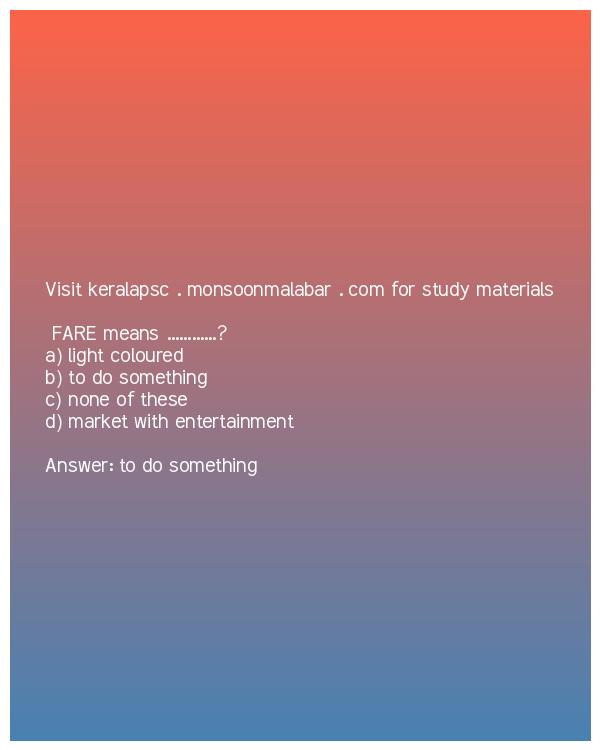 Visit keralapsc . monsoonmalabar . com for study materials
FARE means ............?
a) light coloured
b) to do something
c) none of these
d) market with entertainment
Answer: to do something